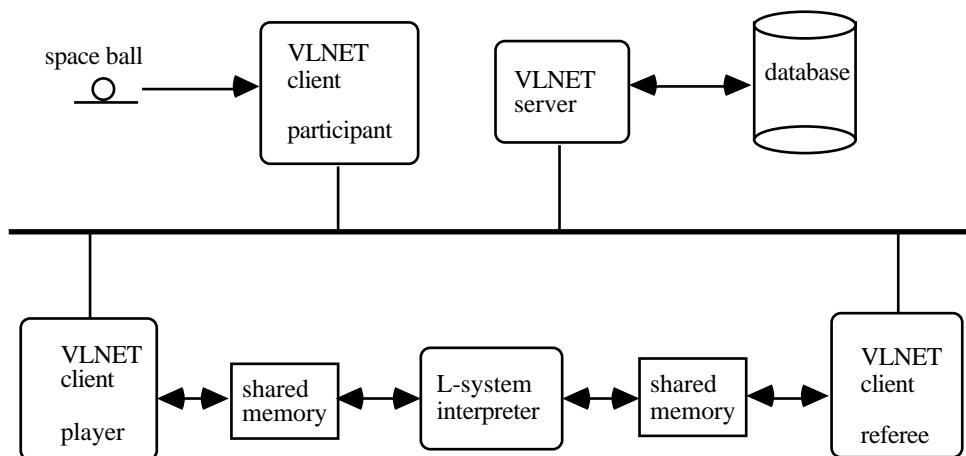 space ball
VLNET
client
participant
VLNET
server
database
VLNET
client
player
shared
memory
L-system
interpreter
shared
memory
VLNET
client
referee